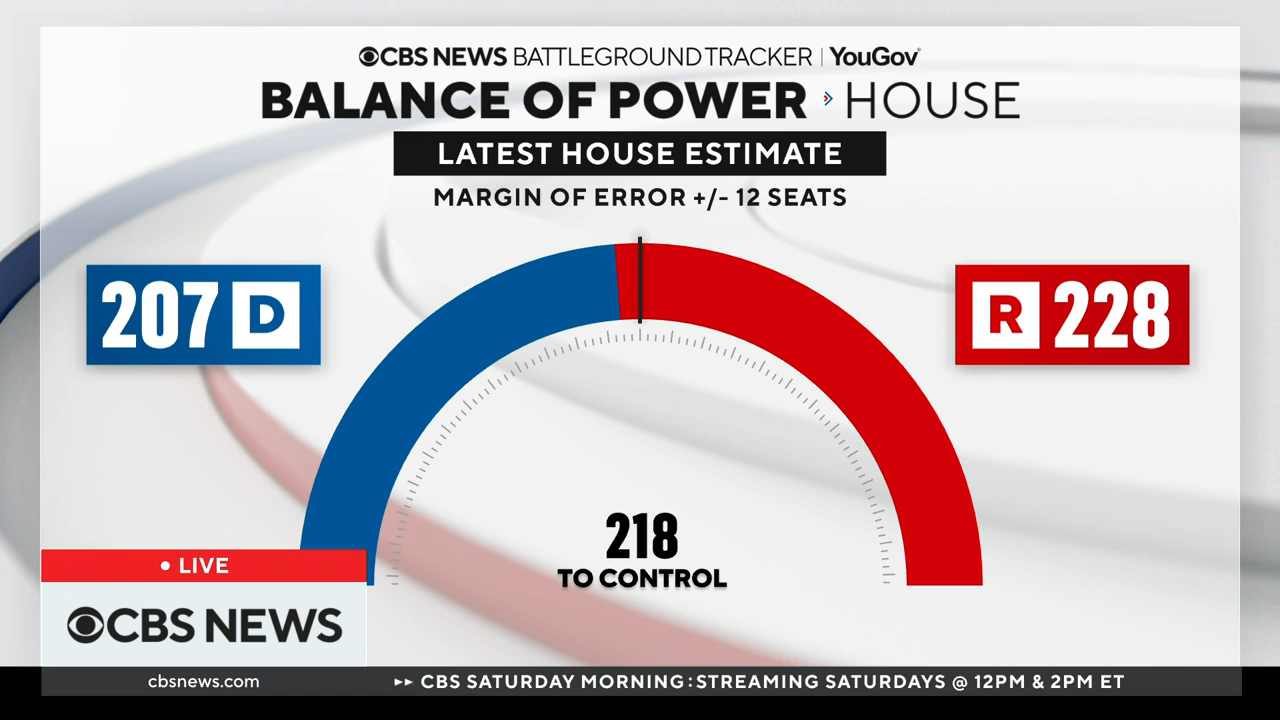 CBS NEWS BATTLEGROUND TRACKER | YouGov®
BALANCE OF POWER HOUSE
LATEST HOUSE ESTIMATE
MARGIN OF ERROR +/- 12 SEATS
207 D
R 228
218
TO CONTROL
• LIVE
CBS NEWS
cbsnews.com
CBS SATURDAY MORNING: STREAMING SATURDAYS @ 12PM & 2PM ET